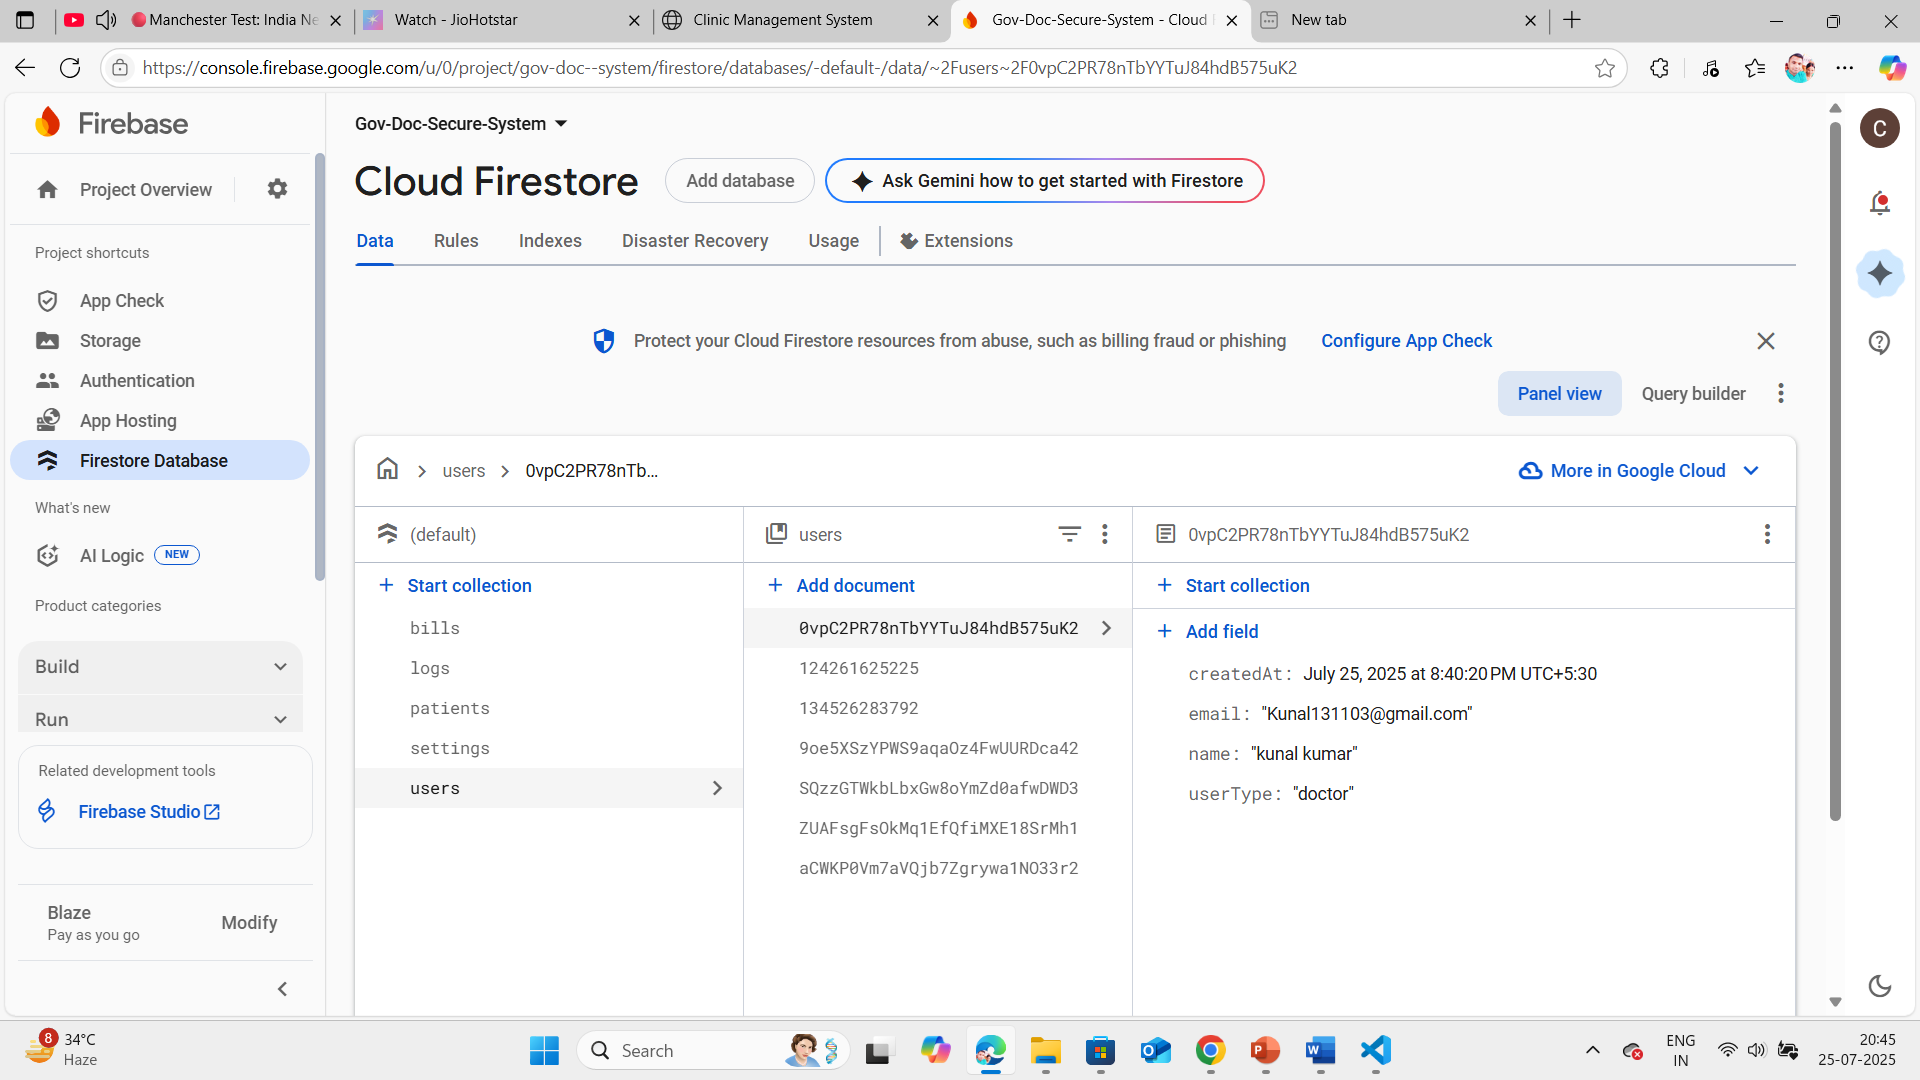 Manchester Test: India Ne
Watch - JioHotstar
Clinic Management System
Gov-Doc-Secure-System - Cloud
New tab
https://console.firebase.google.com/u/0/project/gov-doc--system/firestore/databases/-default-/data/~2Fusers~2F0vpC2PR78nTbYYTuJ84hdB575uK2
Firebase
Project Overview
Project shortcuts
App Check
Storage
Authentication
App Hosting
Firestore Database
What's new
AI Logic NEW
Product categories
Build
Run
Related development tools
Firebase Studio
Blaze
Pay as you go
Modify
Gov-Doc-Secure-System
Cloud Firestore
Add database
Ask Gemini how to get started with Firestore
Data Rules Indexes Disaster Recovery Usage Extensions
Protect your Cloud Firestore resources from abuse, such as billing fraud or phishing Configure App Check
Panel view Query builder
users 0vpC2PR78nTb...
More in Google Cloud
(default)
Start collection
bills
logs
patients
settings
users
users
Add document
0vpC2PR78nTbYYTuJ84hdB575uK2
124261625225
134526283792
9oe5XSzYPWS9aqaOz4FwUURDca42
SQzzGTWkbLbxGw8oYmZd0afwDWD3
ZUAFsgFsOkMq1EfQfiMXE18SrMh1
aCWKP0Vm7aVQjb7Zgrywa1NO33r2
0vpC2PR78nTbYYTuJ84hdB575uK2
Start collection
Add field
createdAt: July 25, 2025 at 8:40:20 PM UTC+5:30
email: "Kunal131103@gmail.com"
name: "kunal kumar"
userType: "doctor"
C
8
34°C
Haze
Search
ENG
IN
20:45
25-07-2025